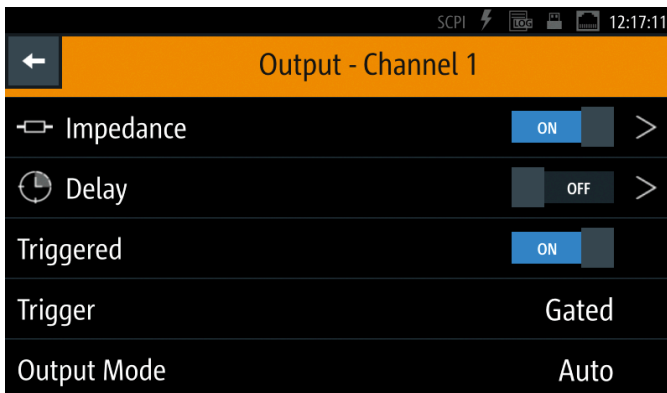 SCPI LOG 12:17:11
Output - Channel 1
Impedance ON
Delay OFF
Triggered ON
Trigger Gated
Output Mode Auto